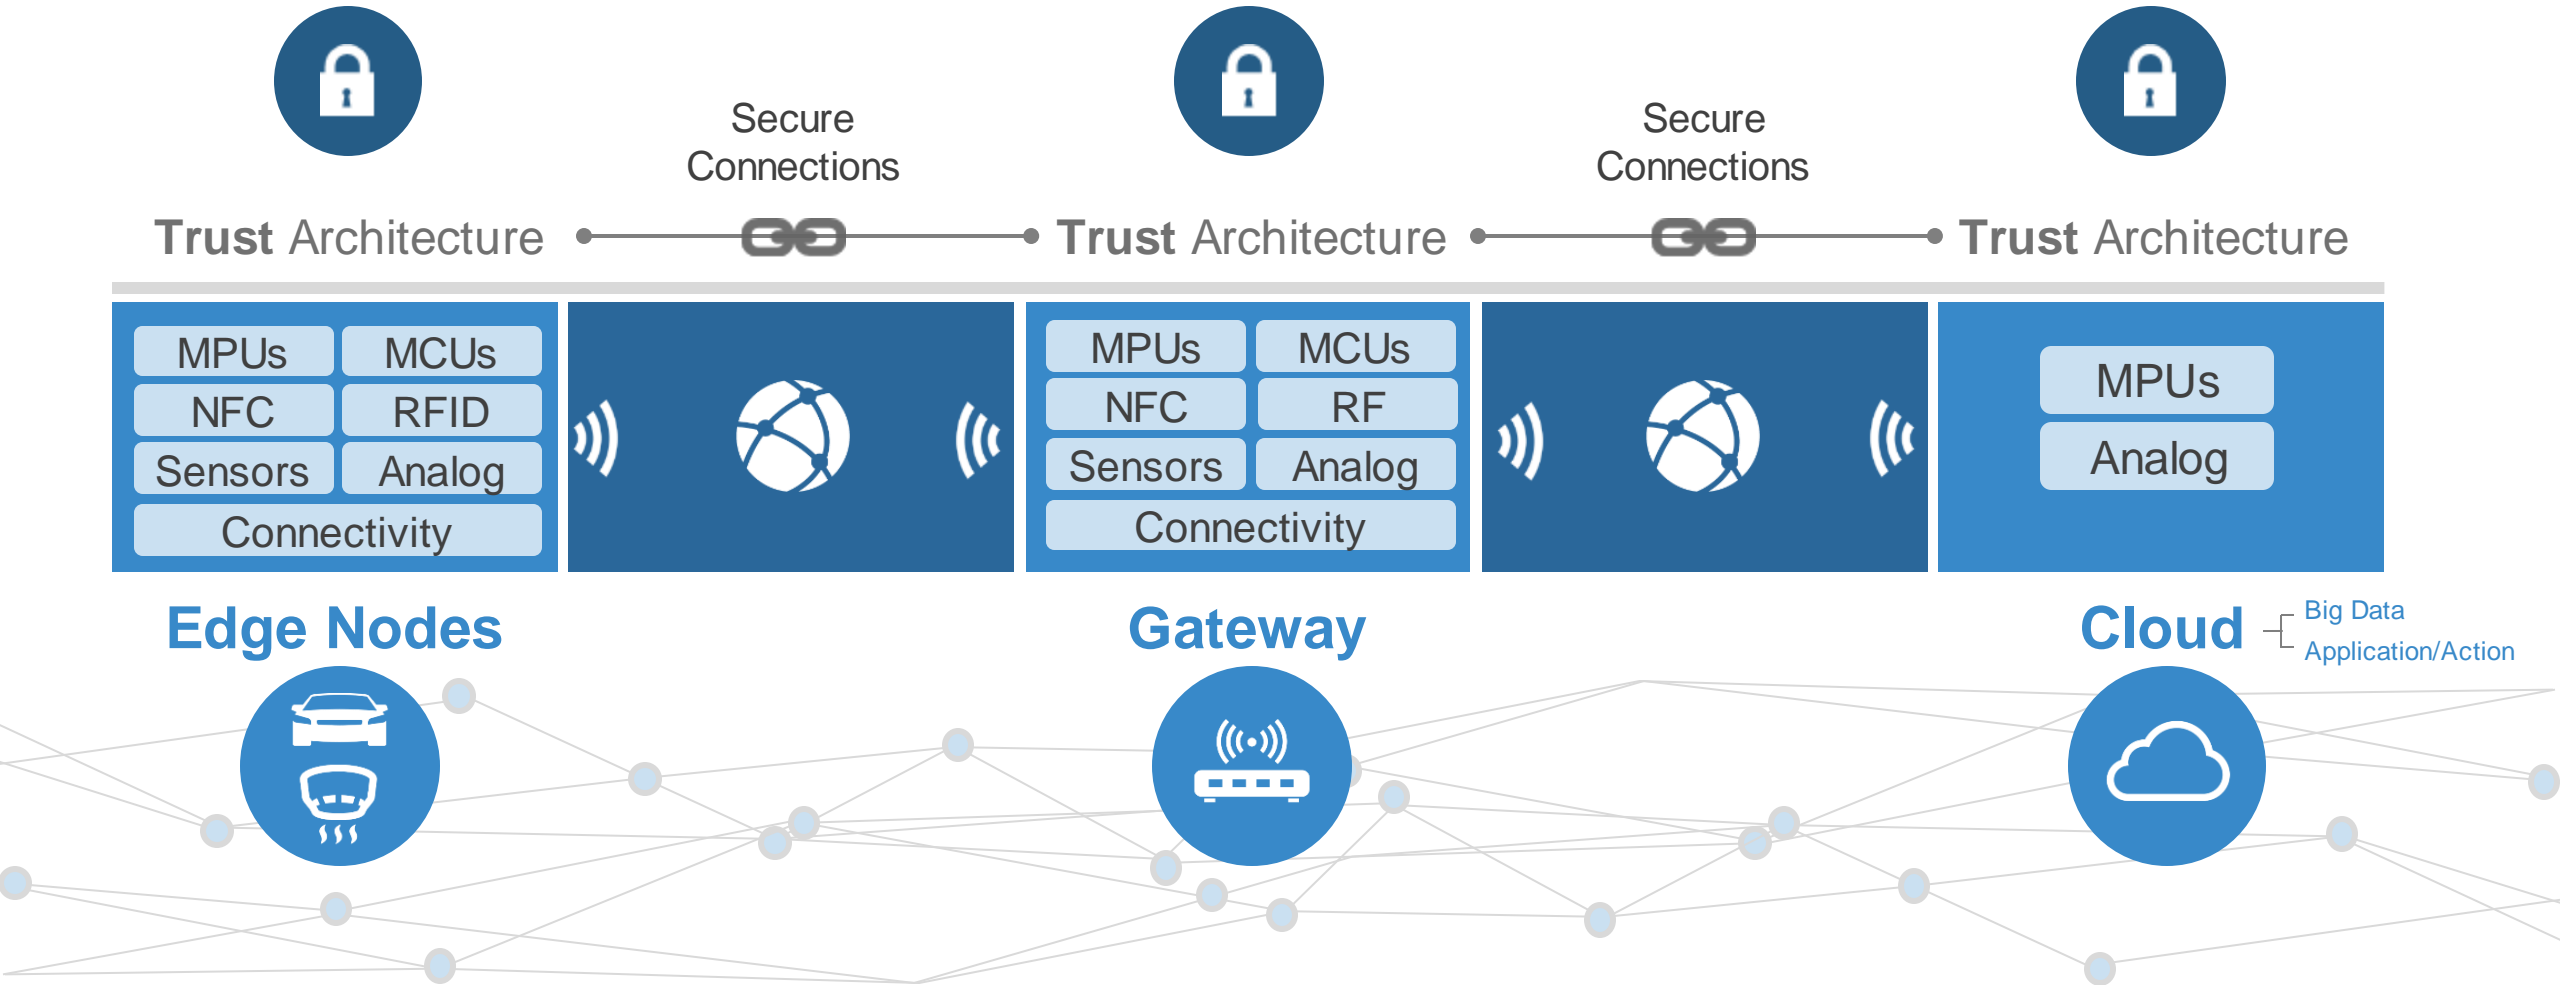 Secure
Connections
Secure
Connections
Trust Architecture
Trust Architecture
Trust Architecture
MPUs
MCUs
NFC
RFID
Sensors
Analog
Connectivity
MPUs
MCUs
NFC
RF
Sensors
Analog
Connectivity
MPUs
Analog
Edge Nodes
Gateway
Cloud
Big Data
Application/Action